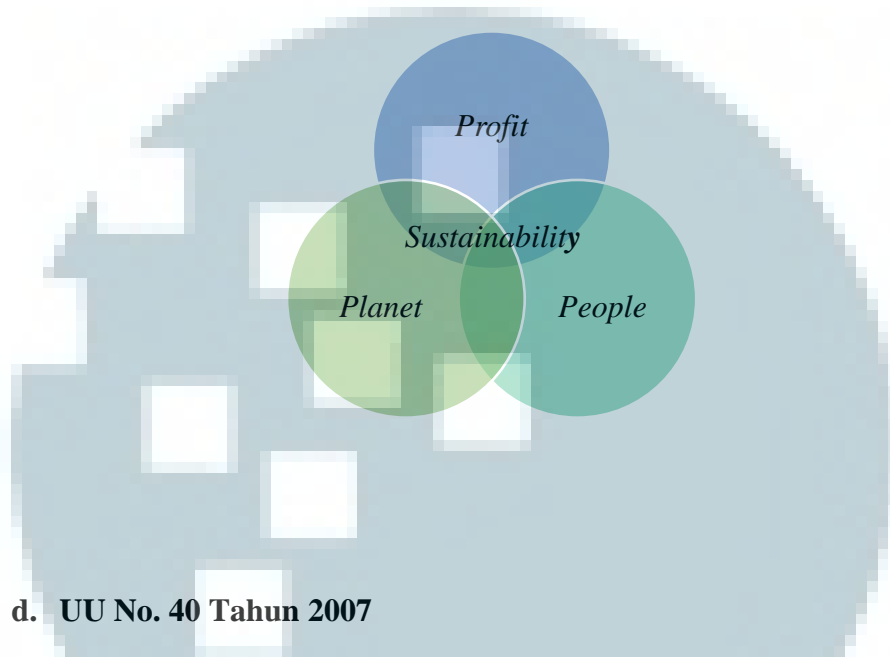 Profit
Sustainability
Planet
People
d. UU No. 40 Tahun 2007